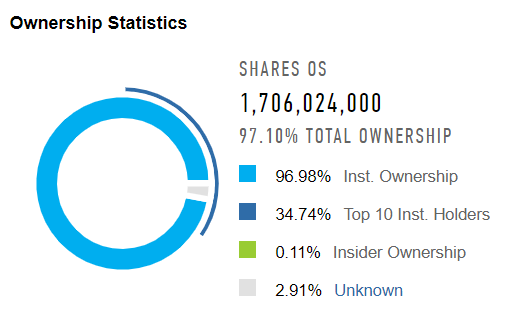 Ownership Statistics
SHARES OS
1,706,024,000
97.10% TOTAL OWNERSHIP
96.98% Inst. Ownership
34.74% Top 10 Inst. Holders
0.11% Insider Ownership
2.91% Unknown